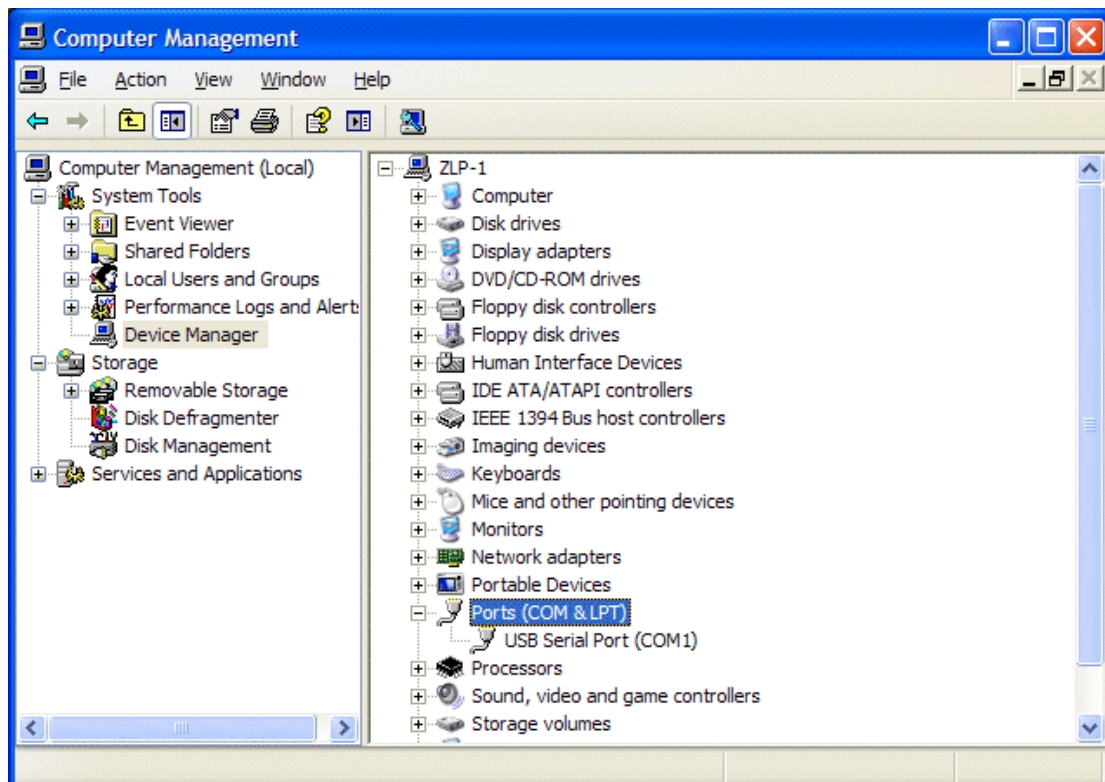 Computer Management
File Action View Window Help
Computer Management (Local)
System Tools
Event Viewer
Shared Folders
Local Users and Groups
Performance Logs and Alert
Device Manager
Storage
Removable Storage
Disk Defragmenter
Disk Management
Services and Applications
ZLP-1
Computer
Disk drives
Display adapters
DVD/CD-ROM drives
Floppy disk controllers
Floppy disk drives
Human Interface Devices
IDE ATA/ATAPI controllers
IEEE 1394 Bus host controllers
Imaging devices
Keyboards
Mice and other pointing devices
Monitors
Network adapters
Portable Devices
Ports (COM & LPT)
USB Serial Port (COM1)
Processors
Sound, video and game controllers
Storage volumes